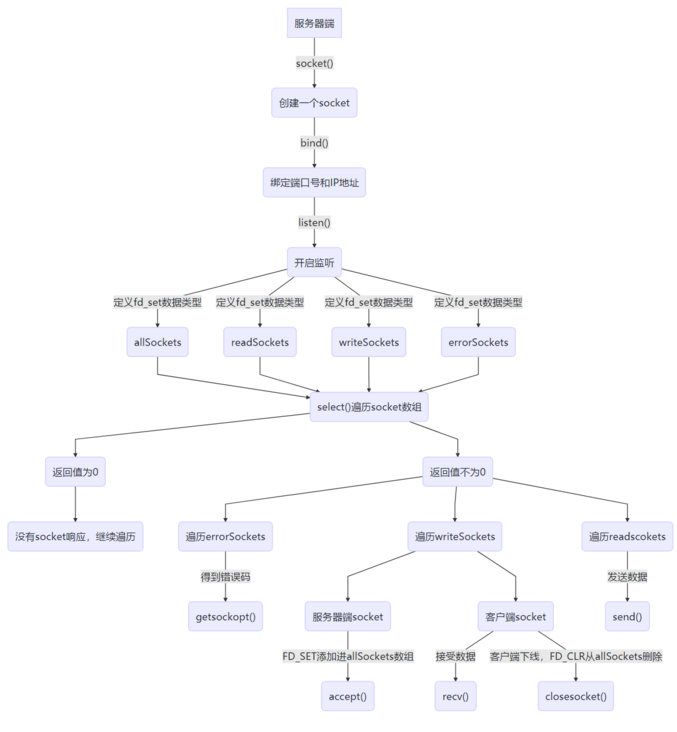 服务器端
socket()
创建一个socket
bind()
绑定端口号和IP地址
listen()
开启监听
定义fd_set数据类型
定义fd_set数据类型
定义fd_set数据类型
定义fd_set数据类型
allSockets
readSockets
writeSockets
errorSockets
select()遍历socket数组
返回值为0
返回值不为0
没有socket响应，继续遍历
遍历errorSockets
遍历writeSockets
遍历readscokets
得到错误码
发送数据
getsockopt()
服务器端socket
客户端socket
send()
FD_SET添加进allSockets数组
接受数据
客户端下线，FD_CLR从allSockets删除
accept()
recv()
closesocket()